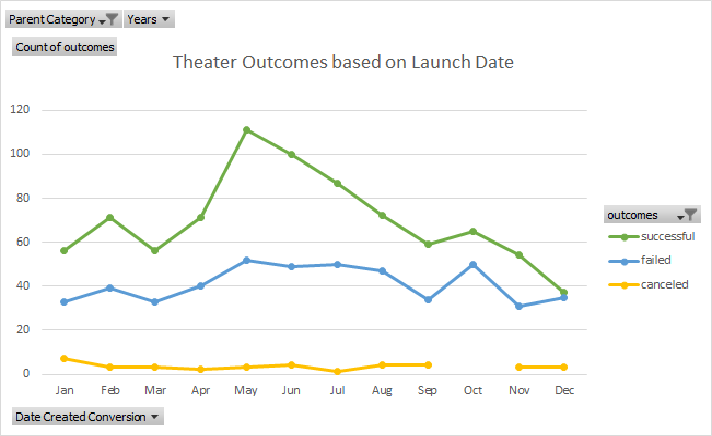 Parent Category Years
Count of outcomes
Theater Outcomes based on Launch Date
120
100
80
60
40
20
0
Jan Feb Mar Apr May Jun Jul Aug Sep Oct Nov Dec
outcomes
successful
failed
canceled
Date Created Conversion